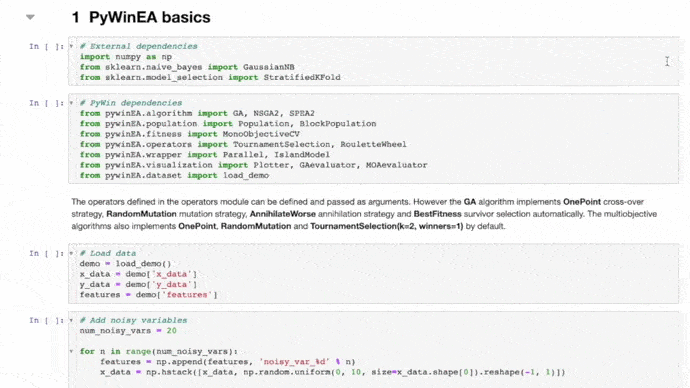 1 PyWinEA basics
In [ ]:
# External dependencies
import numpy as np
from sklearn.naive_bayes import GaussianNB
from sklearn.model_selection import StratifiedKFold
In [ ]:
# PyWin dependencies
from pywinEA.algorithm import GA, NSGA2, SPEA2
from pywinEA.population import Population, BlockPopulation
from pywinEA.fitness import MonoObjectiveCV
from pywinEA.operators import TournamentSelection, RouletteWheel
from pywinEA.wrapper import Parallel, IslandModel
from pywinEA.visualization import Plotter, GAevaluator, MOAevaluator
from pywinEA.dataset import load_demo
The operators defined in the operators module can be defined and passed as arguments. However the GA algorithm implements OnePoint cross-over
strategy, RandomMutation mutation strategy, AnnihilateWorse annihilation strategy and BestFitness survivor selection automatically. The multiobjective
algorithms also implements OnePoint, RandomMutation and TournamentSelection(k=2, winners=1) by default.
In [ ]:
# Load data
demo = load_demo()
x_data = demo['x_data']
y_data = demo['y_data']
features = demo['features']
In [ ]:
# Add noisy variables
num_noisy_vars = 20
for n in range(num_noisy_vars):
features = np.append(features, 'noisy_var_%d' % n)
x_data = np.hstack([x_data, np.random.uniform(0, 10, size=x_data.shape[0]).reshape(-1, 1)])